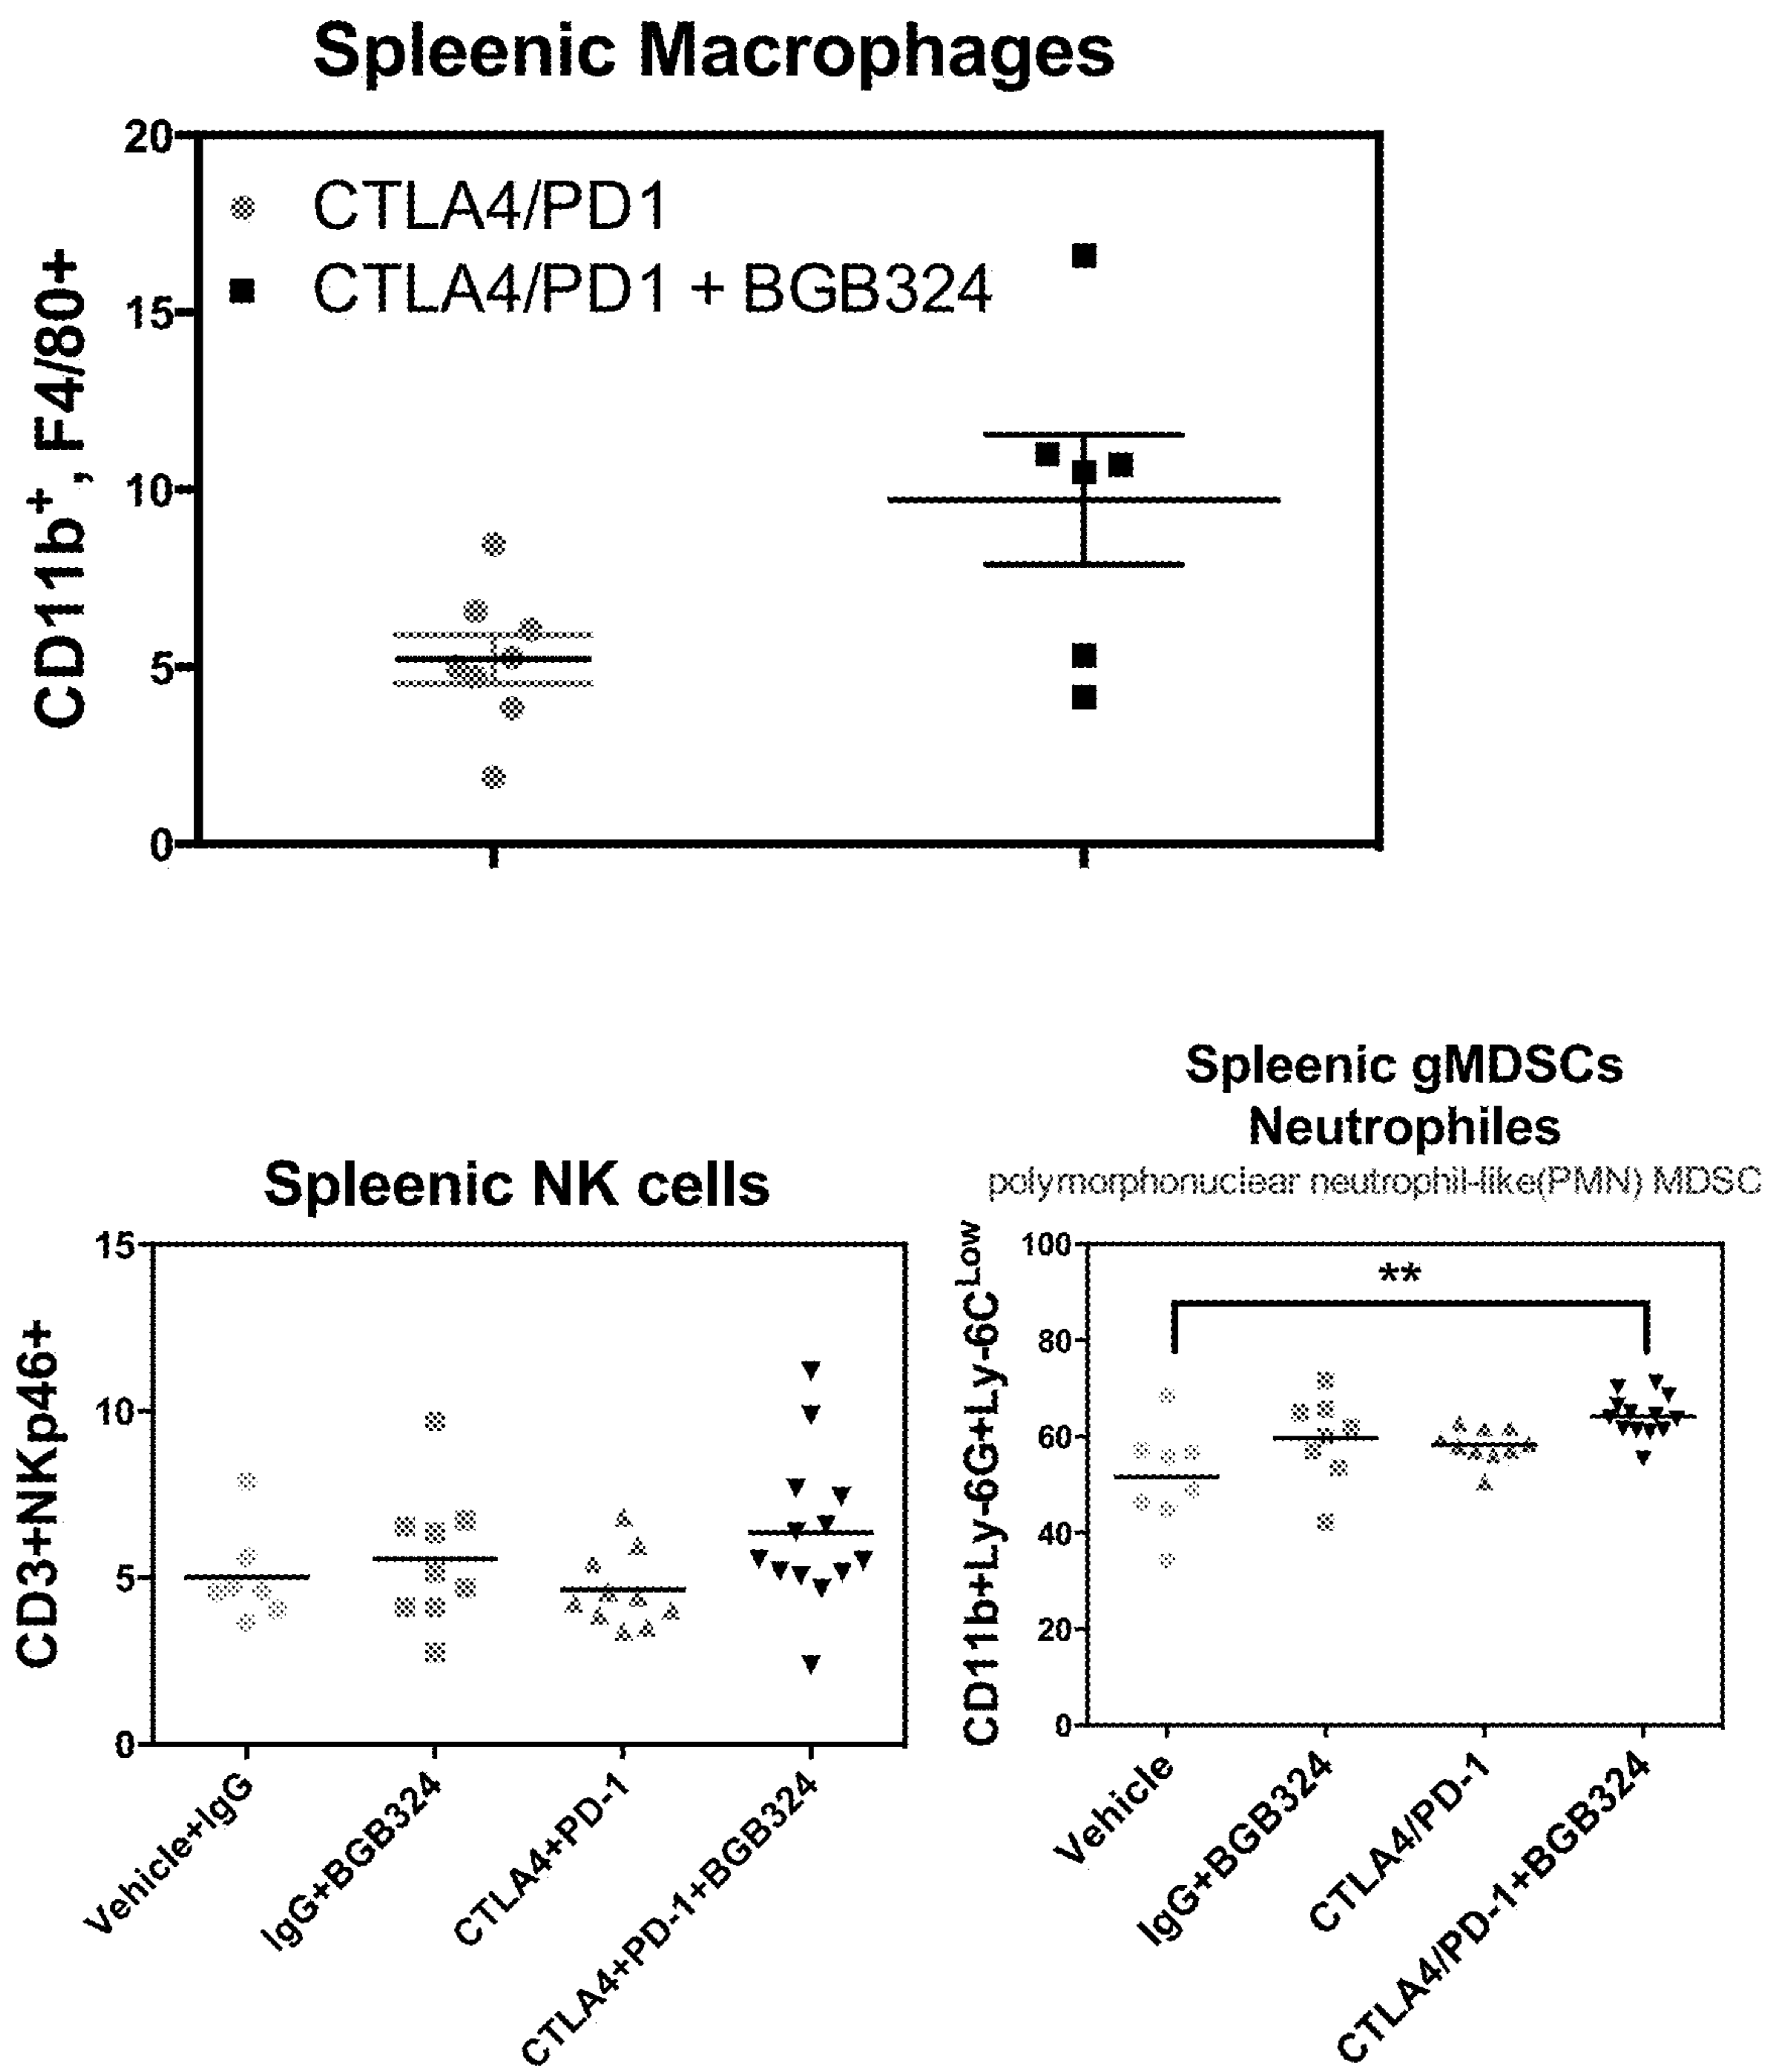 Spleenic Macrophages
20
15
10
5
0
CD11b⁺, F4/80+
CTLA4/PD1
CTLA4/PD1 + BGB324
Spleenic NK cells
15
10
5
0
CD3+NKp46+
Vehicle+IgG
IgG+BGB324
CTLA4+PD-1
CTLA4+PD-1+BGB324
Spleenic gMDSCs
Neutrophiles
polymorphonuclear neutrophil-like(PMN) MDSC
100
80
60
40
20
0
CD11b+Ly-6G+Ly-6C^Low
**
Vehicle
IgG+BGB324
CTLA4/PD-1
CTLA4/PD-1+BGB324